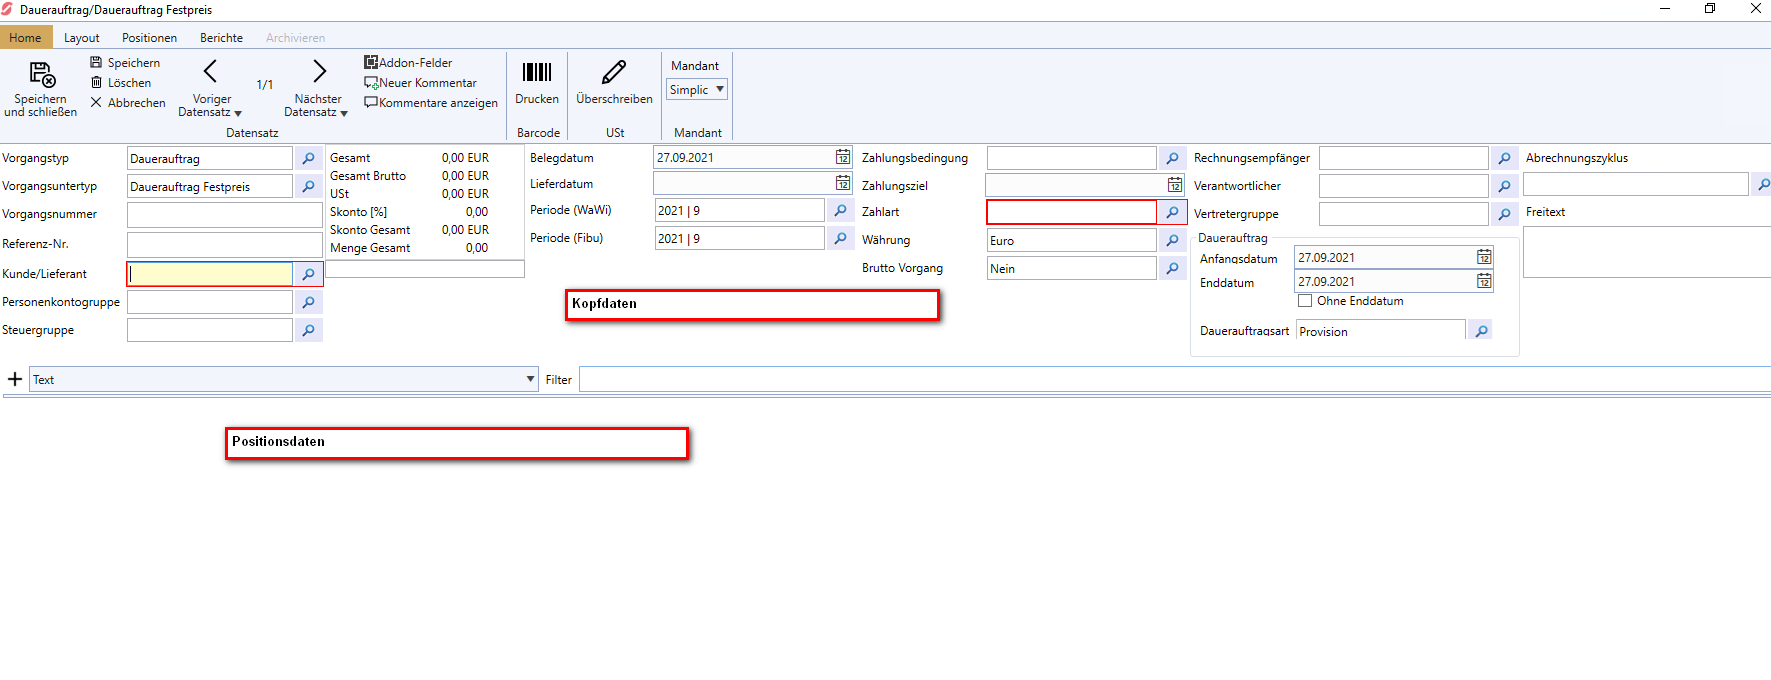 Dauerauftrag/Dauerauftrag Festpreis
Home Layout Positionen Berichte Archivieren
Speichern und schließen
Speichern
Löschen
Abbrechen
Voriger Datensatz
1/1
Nächster Datensatz
Addon-Felder
Neuer Kommentar
Kommentare anzeigen
Datensatz
Drucken
Barcode
Überschreiben
USt
Mandant
Simplic
Mandant
Vorgangstyp Dauerauftrag
Vorgangsuntertyp Dauerauftrag Festpreis
Vorgangsnummer
Referenz-Nr.
Kunde/Lieferant
Personenkontogruppe
Steuergruppe
Gesamt 0,00 EUR
Gesamt Brutto 0,00 EUR
USt 0,00 EUR
Skonto [%] 0,00
Skonto Gesamt 0,00 EUR
Menge Gesamt 0,00
Belegdatum 27.09.2021 12
Lieferdatum 12
Periode (WaWi) 2021 | 9
Periode (Fibu) 2021 | 9
Zahlungsbedingung
Zahlungsziel 12
Zahlart
Währung Euro
Brutto Vorgang Nein
Rechnungsempfänger
Verantwortlicher
Vertretergruppe
Dauerauftrag
Anfangsdatum 27.09.2021 12
Enddatum 27.09.2021 12
Ohne Enddatum
Dauerauftragsart Provision
Abrechnungszyklus
Freitext
Kopfdaten
Text Filter
Positionsdaten